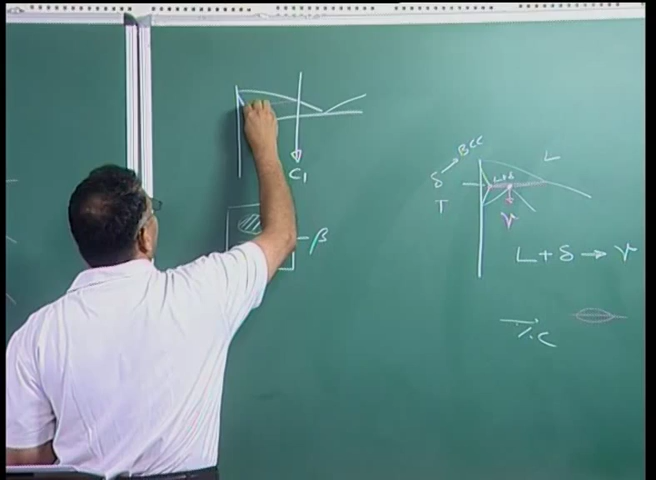 C1
β
δ → BCC
L
L+δ
T
γ
L + δ → γ
% C